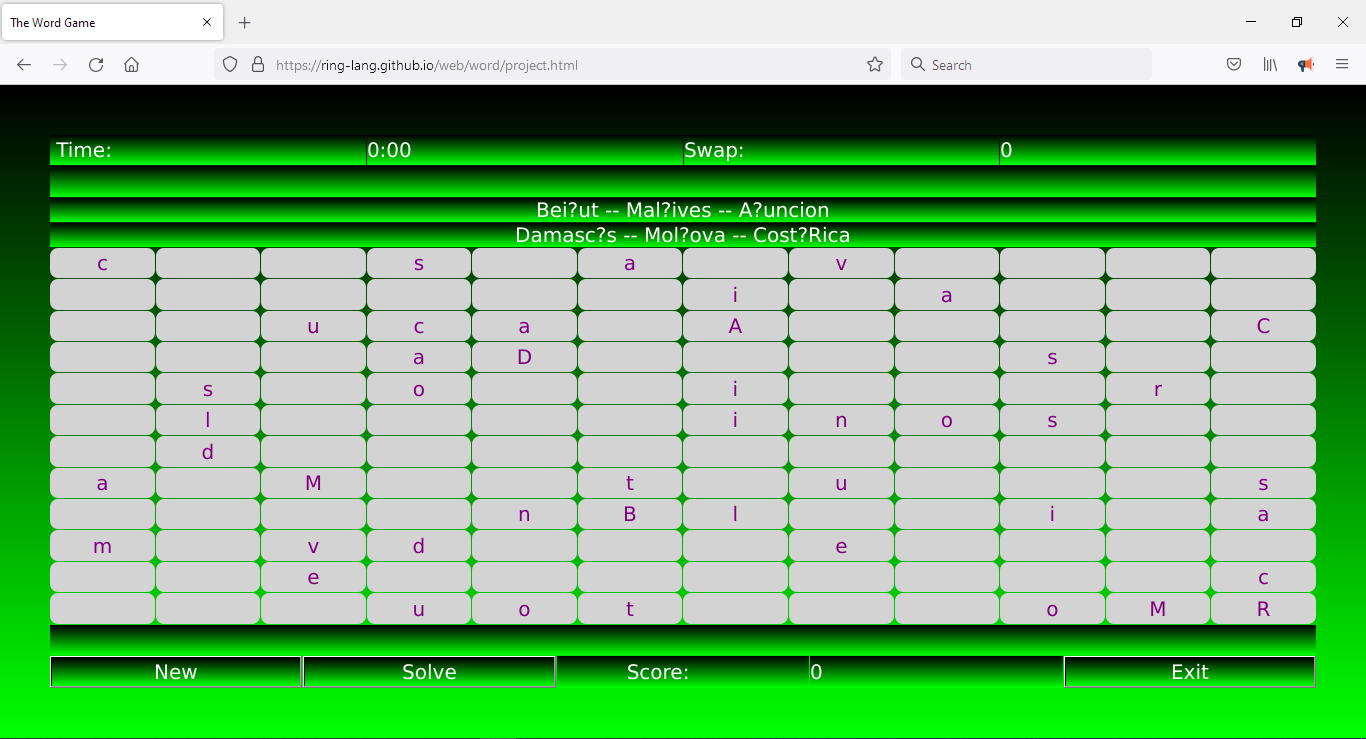 The Word Game
https://ring-lang.github.io/web/word/project.html Search
Time: 0:00 Swap: 0
Bei?ut -- Mal?ives -- A?uncion
Damasc?s -- Mol?ova -- Cost?Rica
c s a v
i a
u c a A C
a D s
s o i r
l i n o s
d
a M t u s
n B l i a
m v d e
e c
u o t o M R
New Solve Score: 0 Exit